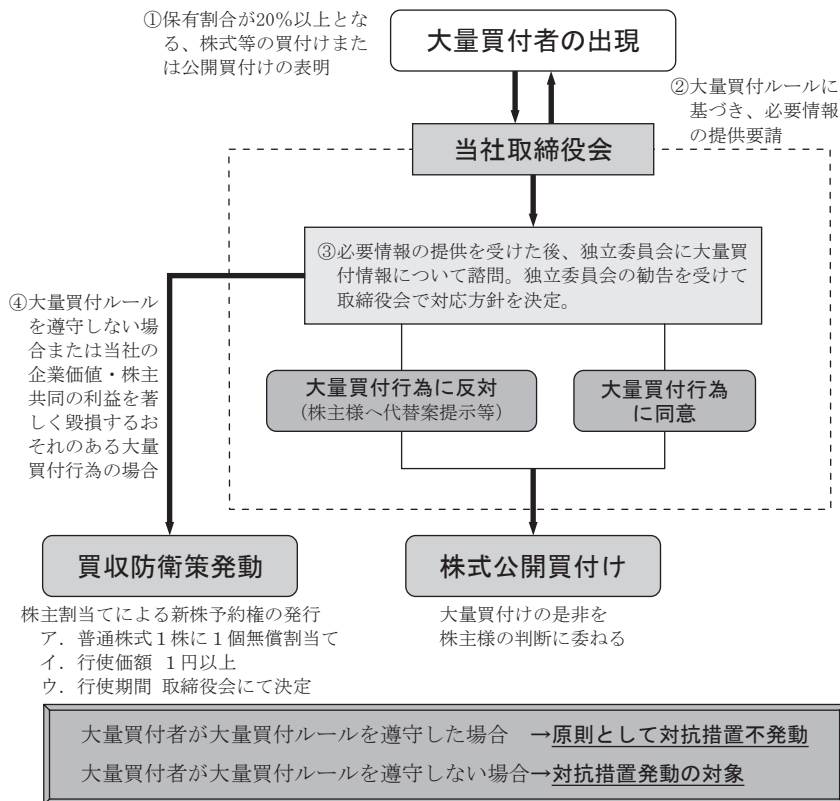 ①保有割合が20%以上とな
る、株式等の買付けまた
は公開買付けの表明
大量買付者の出現
②大量買付ルールに
基づき、必要情報
の提供要請
当社取締役会
③必要情報の提供を受けた後、独立委員会に大量買
付情報について諮問。独立委員会の勧告を受けて
取締役会で対応方針を決定。
④大量買付ルール
を遵守しない場
合または当社の
企業価値・株主
共同の利益を著
しく毀損するお
それのある大量
買付行為の場合
大量買付行為に反対
（株主様へ代替案提示等）
大量買付行為
に同意
買収防衛策発動
株主割当てによる新株予約権の発行
ア．普通株式１株に１個無償割当て
イ．行使価額 １円以上
ウ．行使期間 取締役会にて決定
株式公開買付け
大量買付けの是非を
株主様の判断に委ねる
大量買付者が大量買付ルールを遵守した場合　→原則として対抗措置不発動
大量買付者が大量買付ルールを遵守しない場合→対抗措置発動の対象